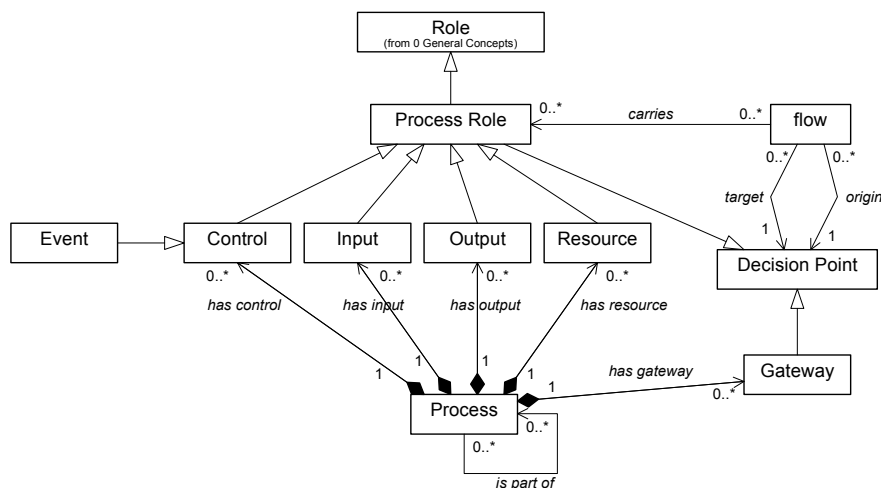 Role
(from 0 General Concepts)
0..*
carries
0..*
Process Role
flow
0..*
0..*
target
origin
1
1
Event
Control
Input
Output
Resource
Decision Point
0..*
0..*
0..*
0..*
has control
has input
has output
has resource
1
1
1
1
1
has gateway
0..*
Gateway
Process
0..*
0..*
is part of